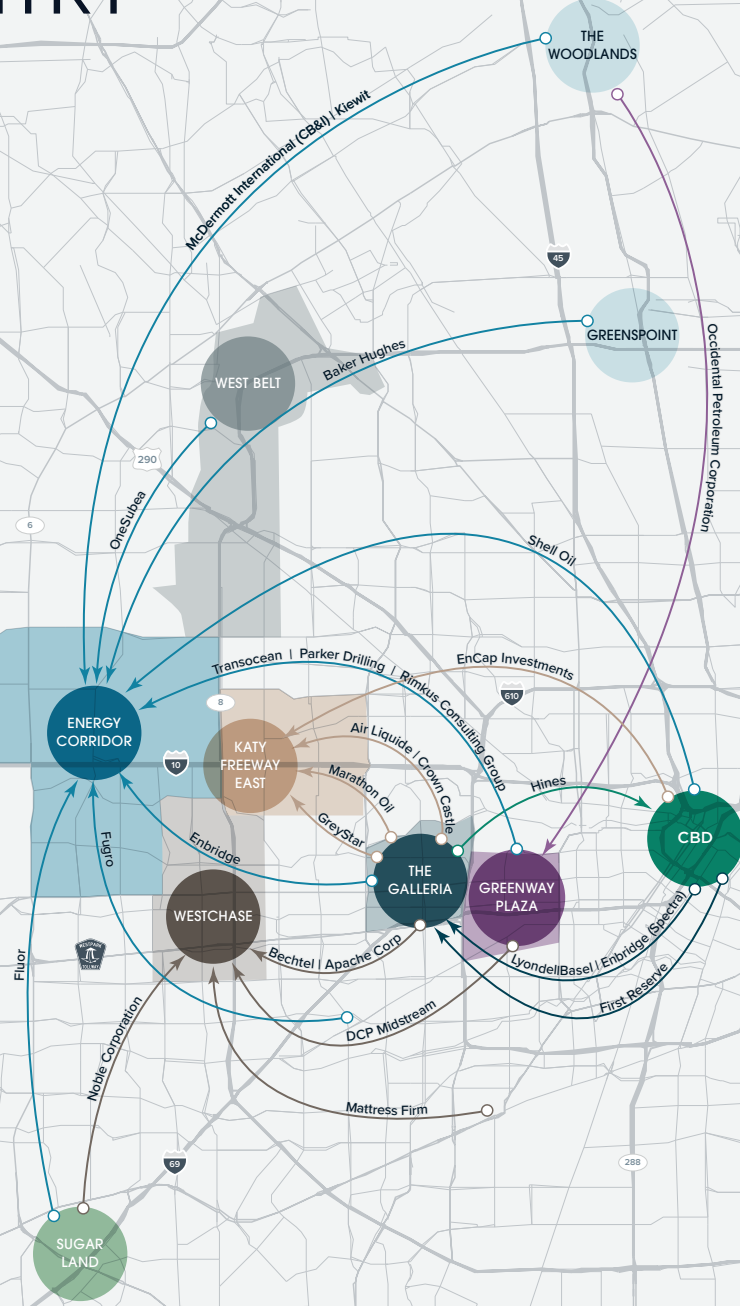 THE
WOODLANDS
McDermott International (CB&I) | Kiewit
45
GREENSPOINT
Occidental Petroleum Corporation
Baker Hughes
WEST BELT
290
OneSubea
6
Shell Oil
Transocean | Parker Drilling | Rimkus Consulting Group
EnCap Investments
610
8
ENERGY
CORRIDOR
10
KATY
FREEWAY
EAST
Air Liquide | Crown Castle
Marathon Oil
GreyStar
Hines
CBD
Enbridge
Fugro
THE
GALLERIA
GREENWAY
PLAZA
WESTCHASE
Bechtel | Apache Corp
LyondellBasel | Enbridge (Spectra)
First Reserve
WESTPARK
TOLLWAY
Fluor
Noble Corporation
DCP Midstream
Mattress Firm
69
288
SUGAR
LAND